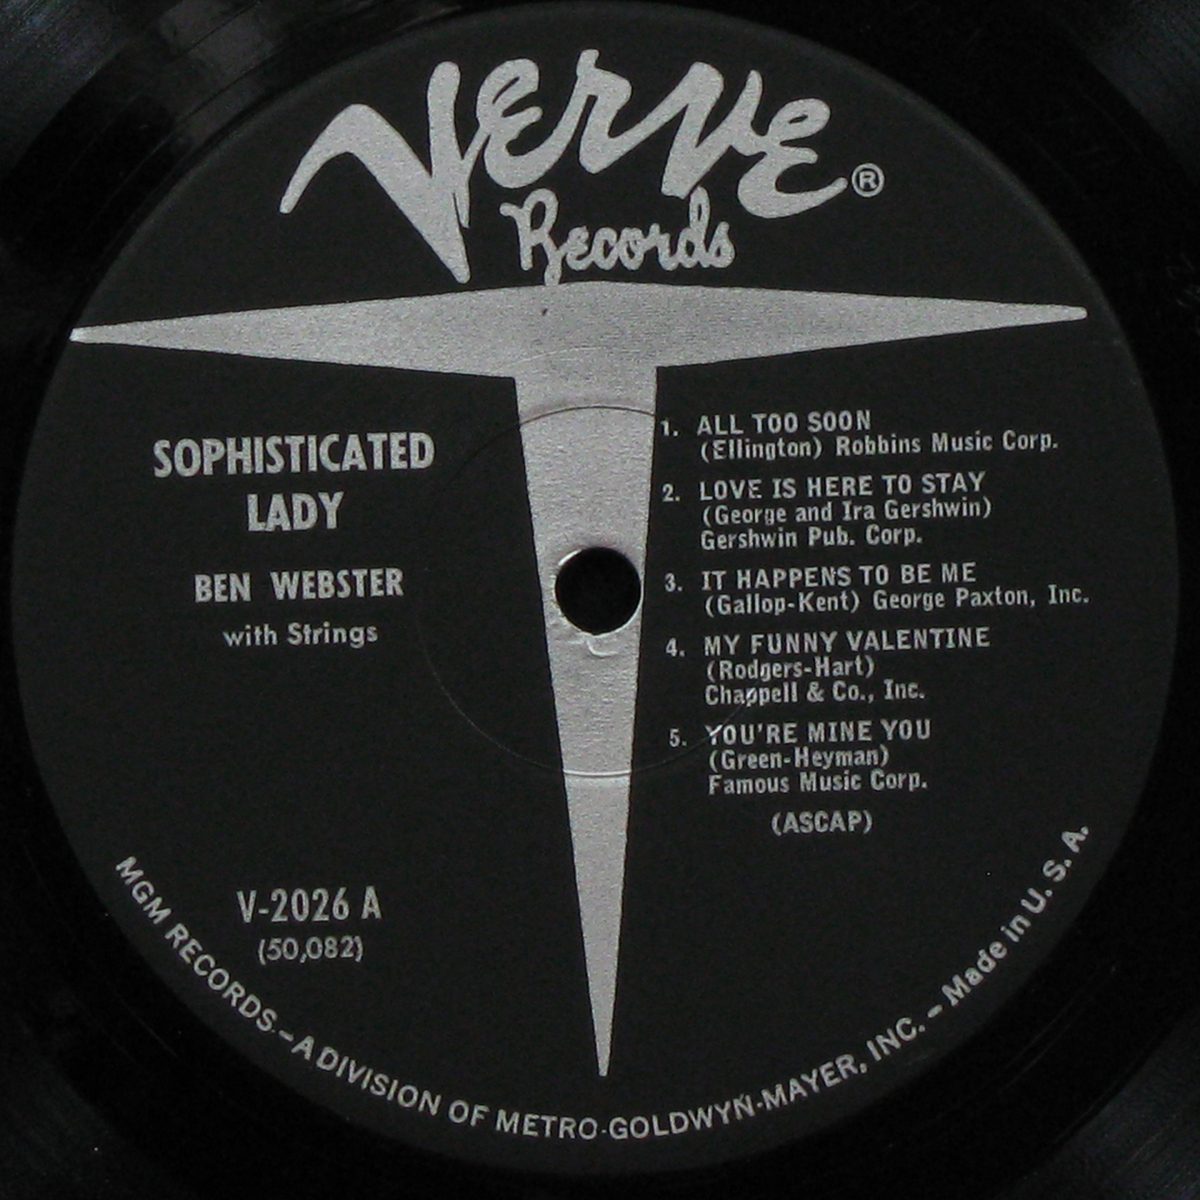 Verve ®
Records
SOPHISTICATED
LADY
BEN WEBSTER
with Strings
1. ALL TOO SOON
(Ellington) Robbins Music Corp.
2. LOVE IS HERE TO STAY
(George and Ira Gershwin)
Gershwin Pub. Corp.
3. IT HAPPENS TO BE ME
(Gallop-Kent) George Paxton, Inc.
4. MY FUNNY VALENTINE
(Rodgers-Hart)
Chappell & Co., Inc.
5. YOU'RE MINE YOU
(Green-Heyman)
Famous Music Corp.
(ASCAP)
V-2026 A
(50,082)
MGM RECORDS – A DIVISION OF METRO-GOLDWYN-MAYER, INC. – Made in U. S. A.